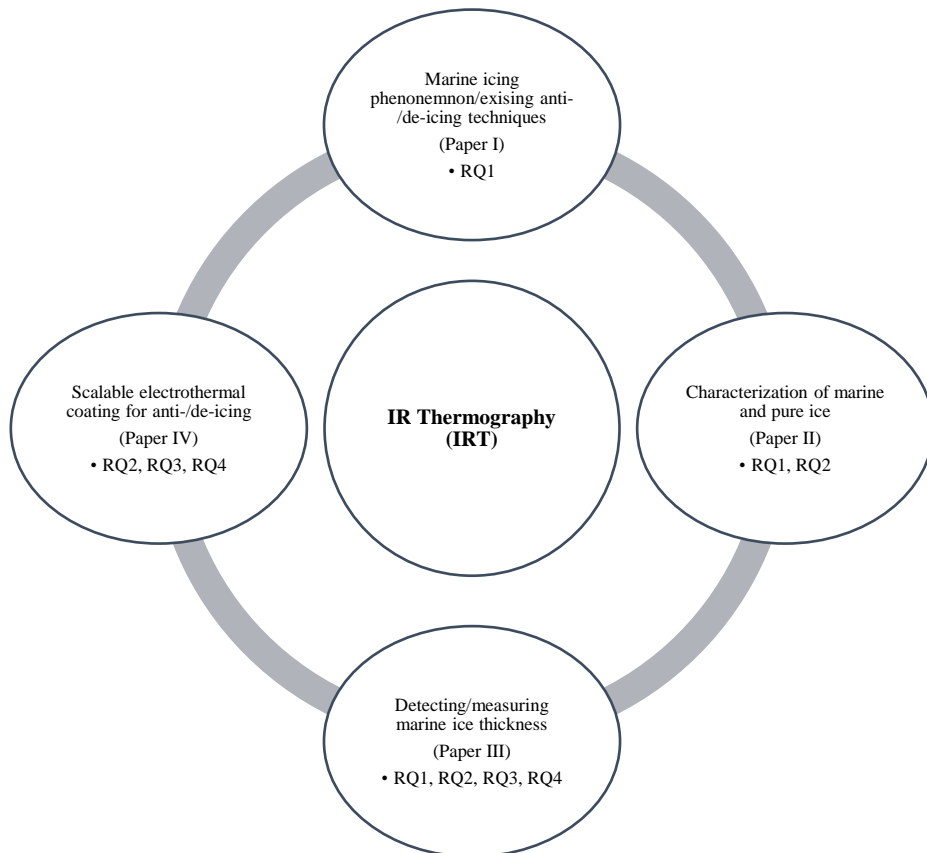 Marine icing
phenonemnon/exising anti-
/de-icing techniques
(Paper I)
• RQ1
Scalable electrothermal
coating for anti-/de-icing
(Paper IV)
• RQ2, RQ3, RQ4
IR Thermography
(IRT)
Characterization of marine
and pure ice
(Paper II)
• RQ1, RQ2
Detecting/measuring
marine ice thickness
(Paper III)
• RQ1, RQ2, RQ3, RQ4